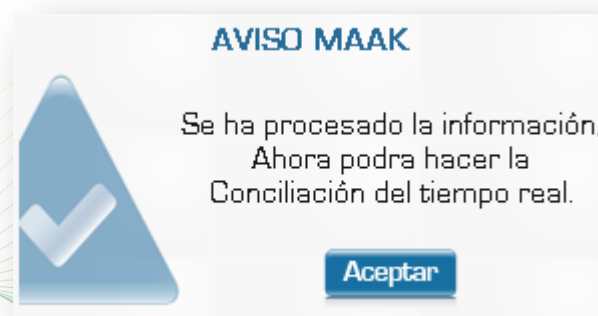 AVISO MAAK
Se ha procesado la información,
Ahora podra hacer la
Conciliación del tiempo real.
Aceptar